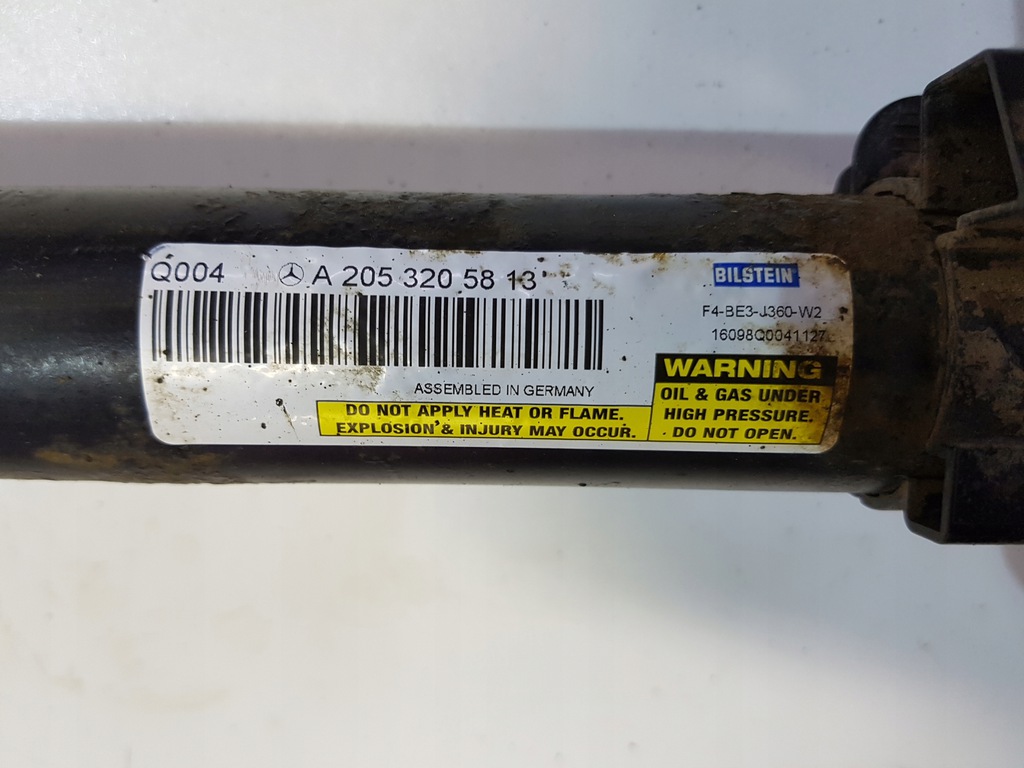 Q004 A 205 320 58 13
BILSTEIN
F4-BE3-J360-W2
16098Q0041127
ASSEMBLED IN GERMANY
DO NOT APPLY HEAT OR FLAME.
EXPLOSION & INJURY MAY OCCUR.
WARNING
OIL & GAS UNDER
HIGH PRESSURE.
DO NOT OPEN.